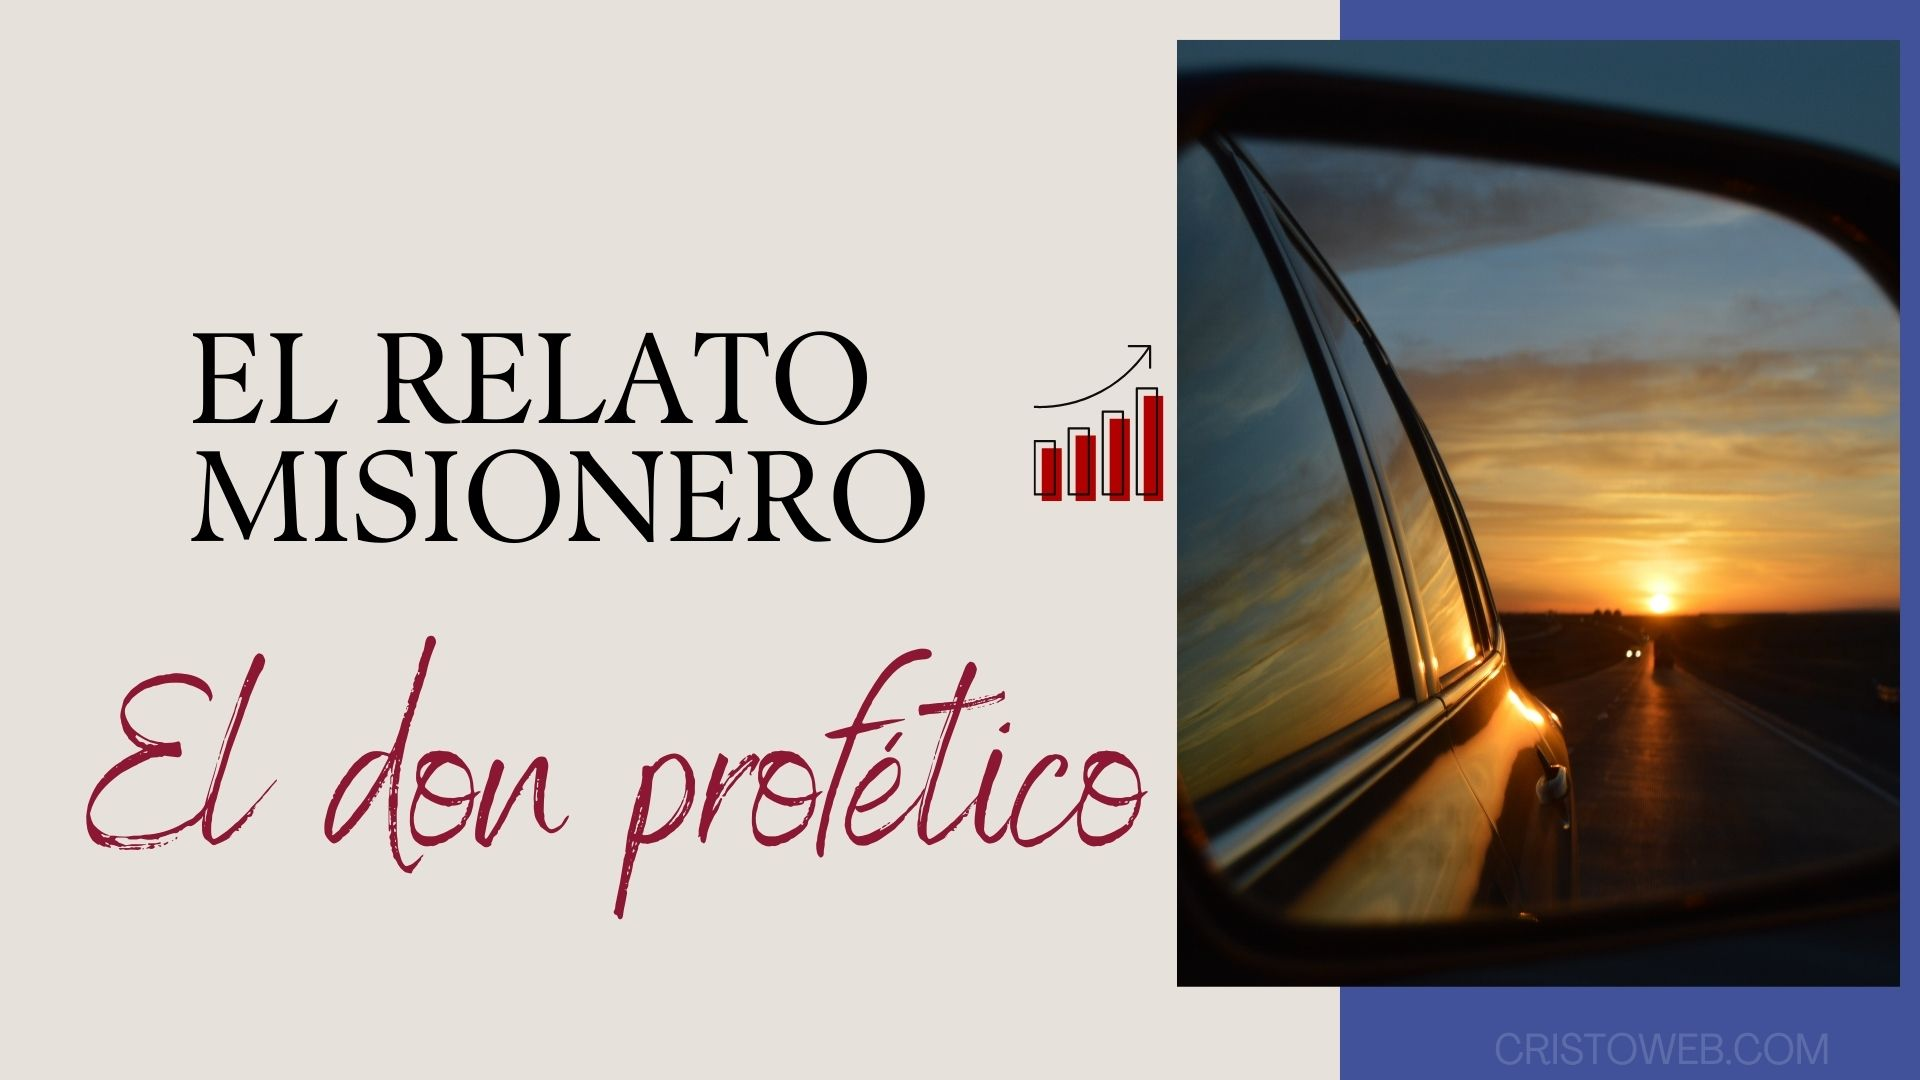 EL RELATO
MISIONERO
El don profético
CRISTOWEB.COM